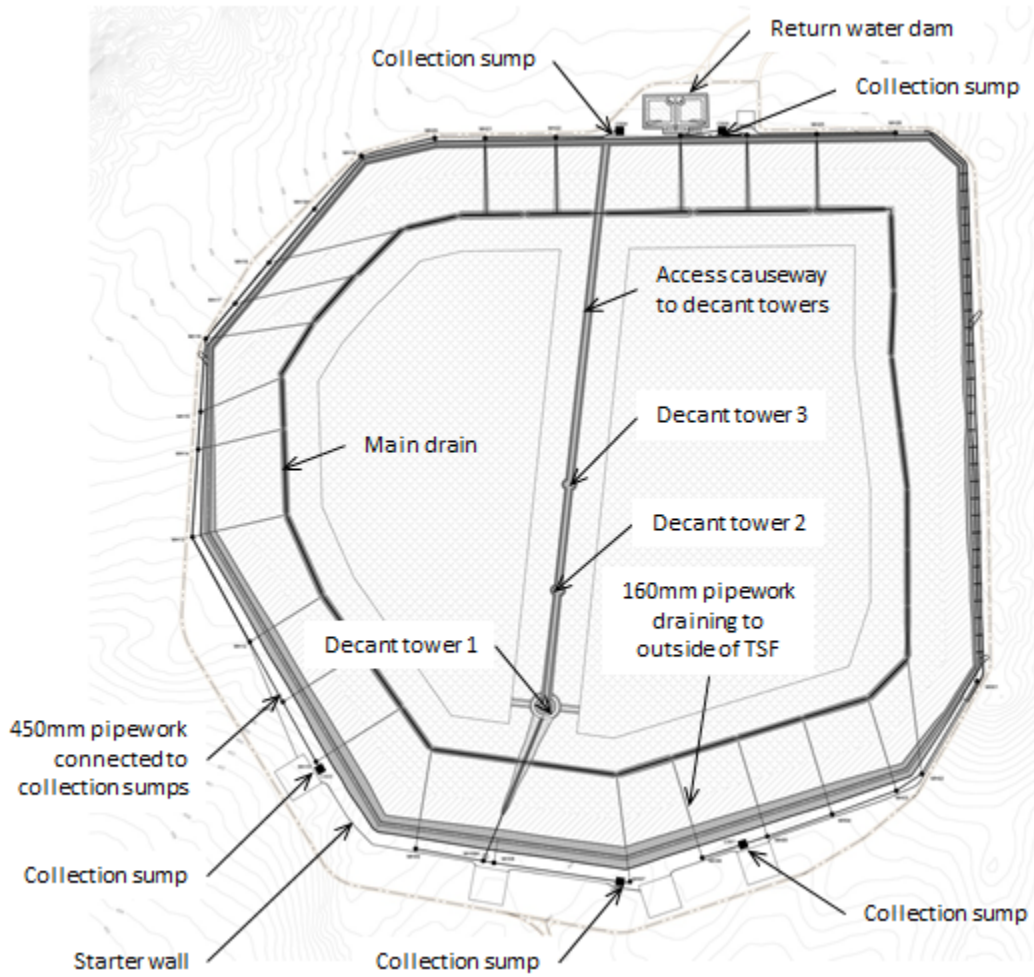 Return water dam
Collection sump
Collection sump
Access causeway
to decant towers
Decant tower 3
Main drain
Decant tower 2
160mm pipework
draining to
outside of TSF
Decant tower 1
450mm pipework
connected to
collection sumps
Collection sump
Collection sump
Starter wall
Collection sump